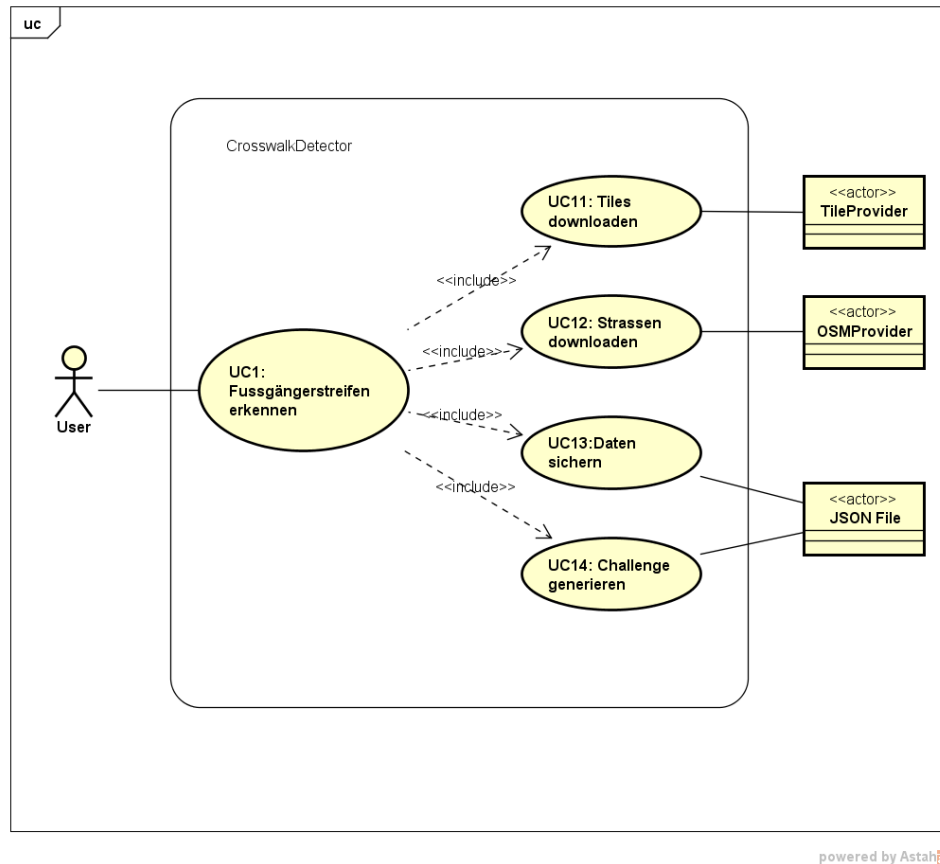 uc
CrosswalkDetector
UC11: Tiles
downloaden
<<actor>>
TileProvider
<<include>>
UC12: Strassen
downloaden
<<actor>>
OSMProvider
<<include>>
UC1:
Fussgängerstreifen
erkennen
User
<<include>>
UC13:Daten
sichern
<<include>>
<<actor>>
JSON File
UC14: Challenge
generieren
powered by Astah